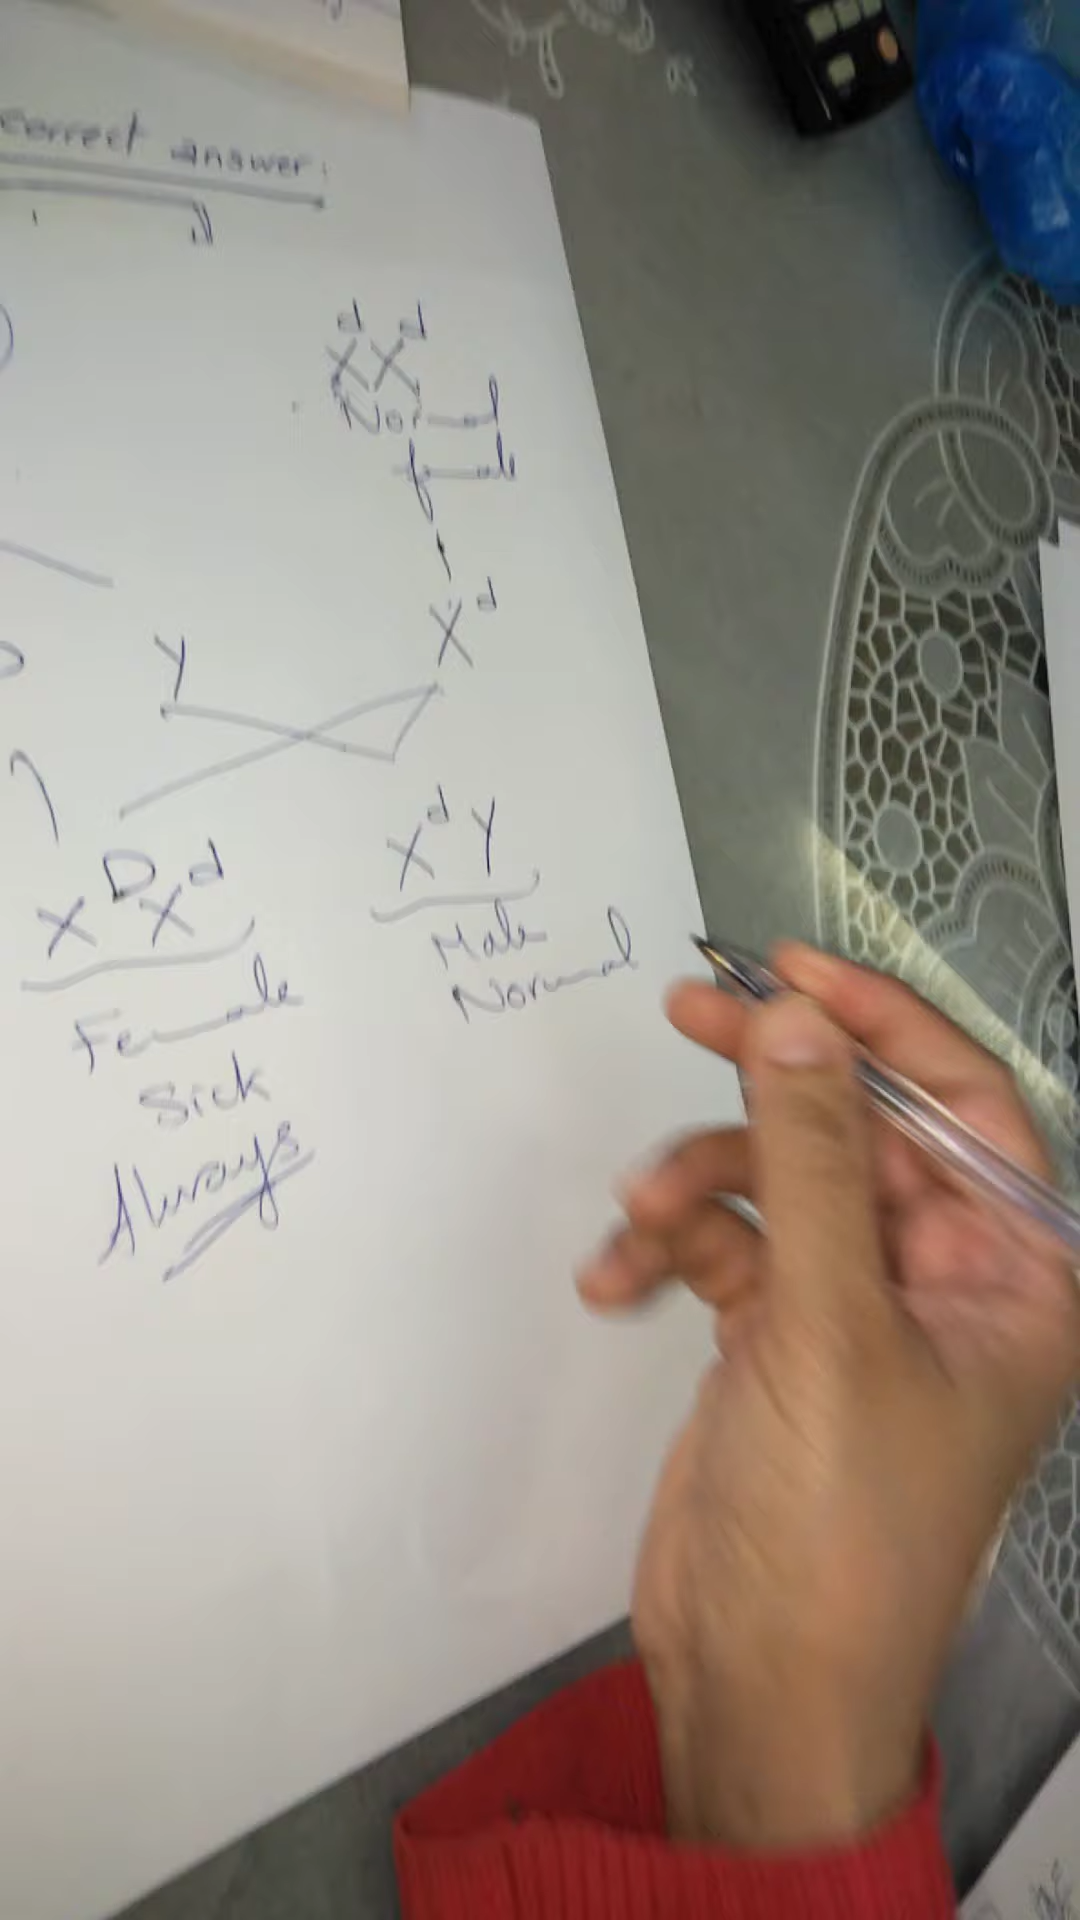 correct answer:
X^d X^d
Normal
female
Y X^d
X^D X^d
Female
Sick
Always
X^d Y
Male
Normal